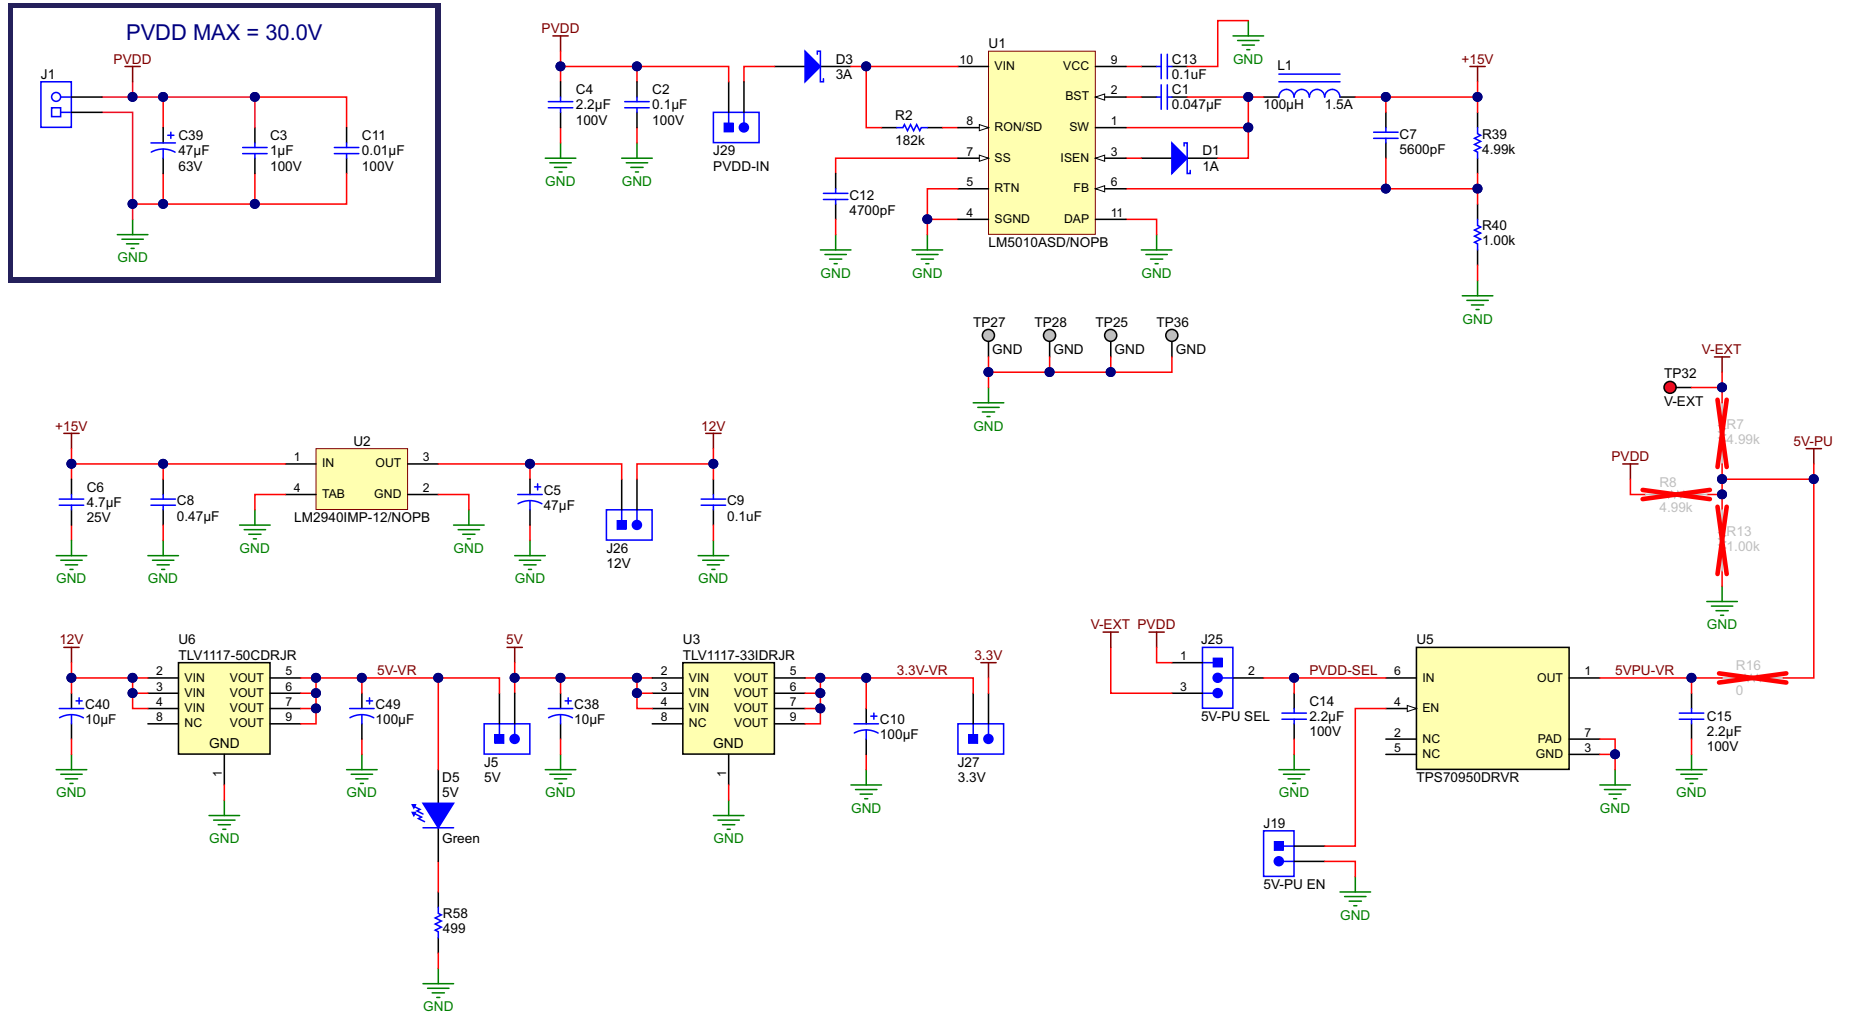 PVDD MAX = 30.0V
J1
PVDD
C39
47µF
63V
C3
1µF
100V
C11
0.01µF
100V
GND
PVDD
C4
2.2µF
100V
C2
0.1µF
100V
GND
GND
J29
PVDD-IN
D3
3A
R2
182k
C12
4700pF
GND
GND
U1
10 VIN VCC 9
BST 2
8 RON/SD SW 1
7 SS ISEN 3
5 RTN FB 6
4 SGND DAP 11
LM5010ASD/NOPB
GND
C13
0.1uF
GND
C1
0.047µF
L1
100µH 1.5A
D1
1A
+15V
C7
5600pF
R39
4.99k
R40
1.00k
GND
TP27
GND
TP28
GND
TP25
GND
TP36
GND
GND
+15V
C6
4.7µF
25V
GND
C8
0.47µF
GND
U2
1 IN OUT 3
4 TAB GND 2
LM2940IMP-12/NOPB
GND
GND
C5
47µF
GND
J26
12V
12V
C9
0.1uF
GND
V-EXT
TP32
V-EXT
R7
4.99k
5V-PU
PVDD
R8
4.99k
R13
1.00k
GND
12V
C40
10µF
GND
U6
TLV1117-50CDRJR
2 VIN VOUT 5
3 VIN VOUT 6
4 VIN VOUT 7
8 NC VOUT 9
GND
1
GND
5V-VR
C49
100µF
GND
D5
5V
Green
R58
499
GND
5V
J5
5V
C38
10µF
GND
U3
TLV1117-33IDRJR
2 VIN VOUT 5
3 VIN VOUT 6
4 VIN VOUT 7
8 NC VOUT 9
GND
1
GND
3.3V-VR
C10
100µF
GND
3.3V
J27
3.3V
V-EXT PVDD
J25
1
2
3
5V-PU SEL
PVDD-SEL
C14
2.2µF
100V
GND
U5
6 IN OUT 1
4 EN
2 NC PAD 7
5 NC GND 3
TPS70950DRVR
GND
5VPU-VR
R16
0
C15
2.2µF
100V
GND
J19
5V-PU EN
GND